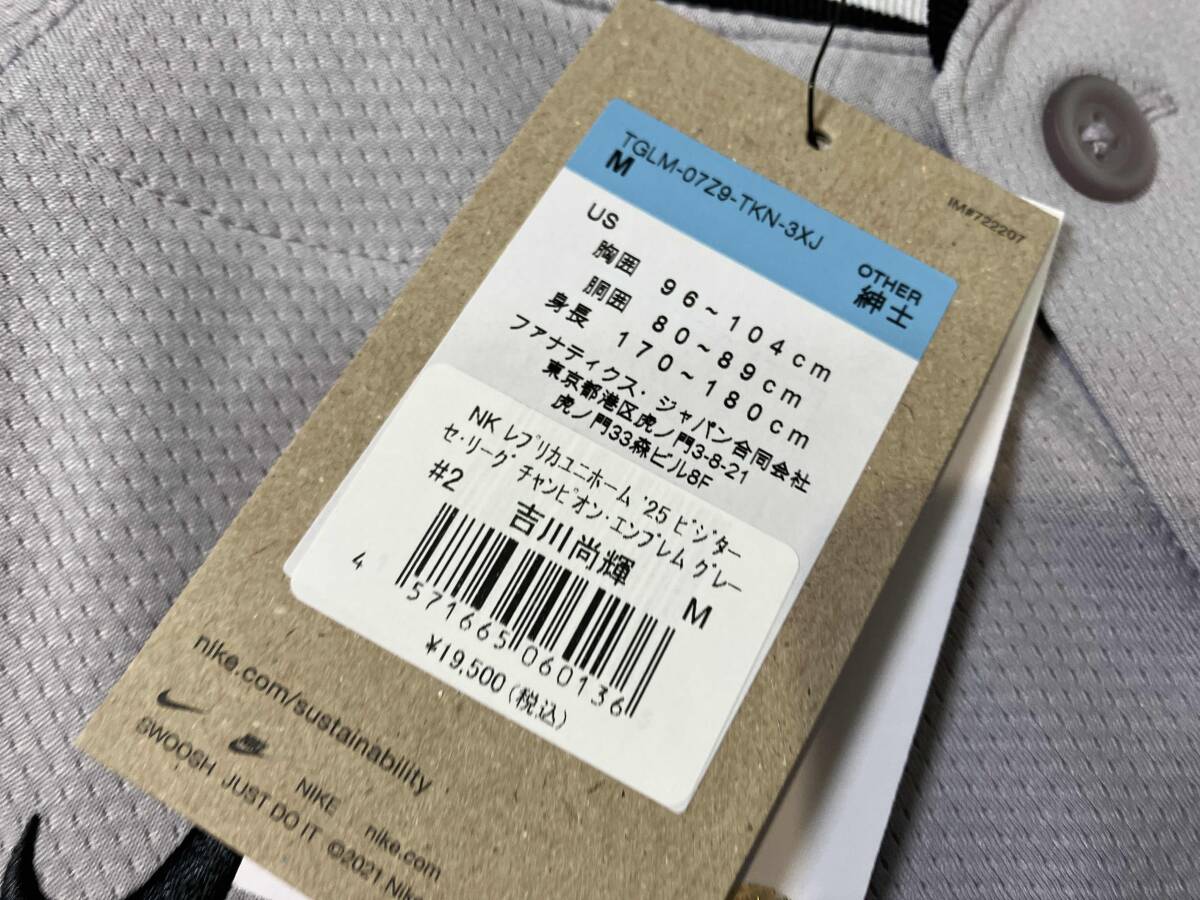 IM#722207
TGLM-07Z9-TKN-3XJ
M
OTHER
紳士
US
胸囲 96~104cm
胴囲 80~89cm
身長 170~180cm
ファナティクス・ジャパン合同会社
東京都港区虎ノ門3-8-21
虎ノ門33森ビル8F
NK レプリカユニホーム '25 ビジター
セ・リーグ チャンピオン・エンブレム グレー
#2 吉川尚輝 M
4 571665 060136
¥19,500(税込)
nike.com/sustainability
NIKE nike.com
SWOOSH JUST DO IT ©2021 Nike